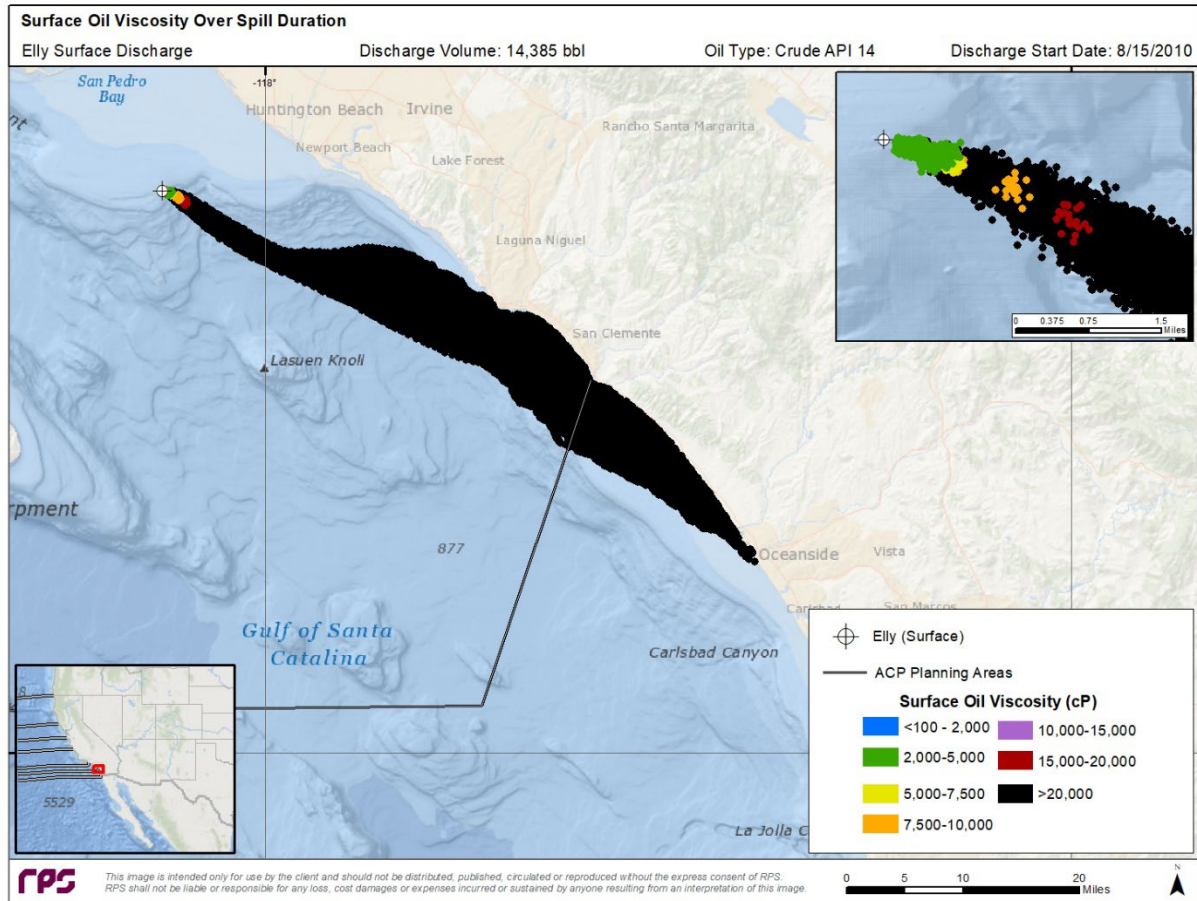 Surface Oil Viscosity Over Spill Duration
Elly Surface Discharge Discharge Volume: 14,385 bbl Oil Type: Crude API 14 Discharge Start Date: 8/15/2010
San Pedro
Bay
-118°
Huntington Beach Irvine
Rancho Santa Margarita
Newport Beach
Lake Forest
Laguna Niguel
San Clemente
Lasuen Knoll
0 0.375 0.75 1.5
Miles
rpment
877
Oceanside
Vista
Carlsbad
San Marcos
Gulf of Santa
Catalina
Carlsbad Canyon
La Jolla C
5529
Elly (Surface)
ACP Planning Areas
Surface Oil Viscosity (cP)
<100 - 2,000
2,000-5,000
5,000-7,500
7,500-10,000
10,000-15,000
15,000-20,000
>20,000
rps
This image is intended only for use by the client and should not be distributed, published, circulated or reproduced without the express consent of RPS.
RPS shall not be liable or responsible for any loss, cost damages or expenses incurred or sustained by anyone resulting from an interpretation of this image.
0 5 10 20
Miles
N